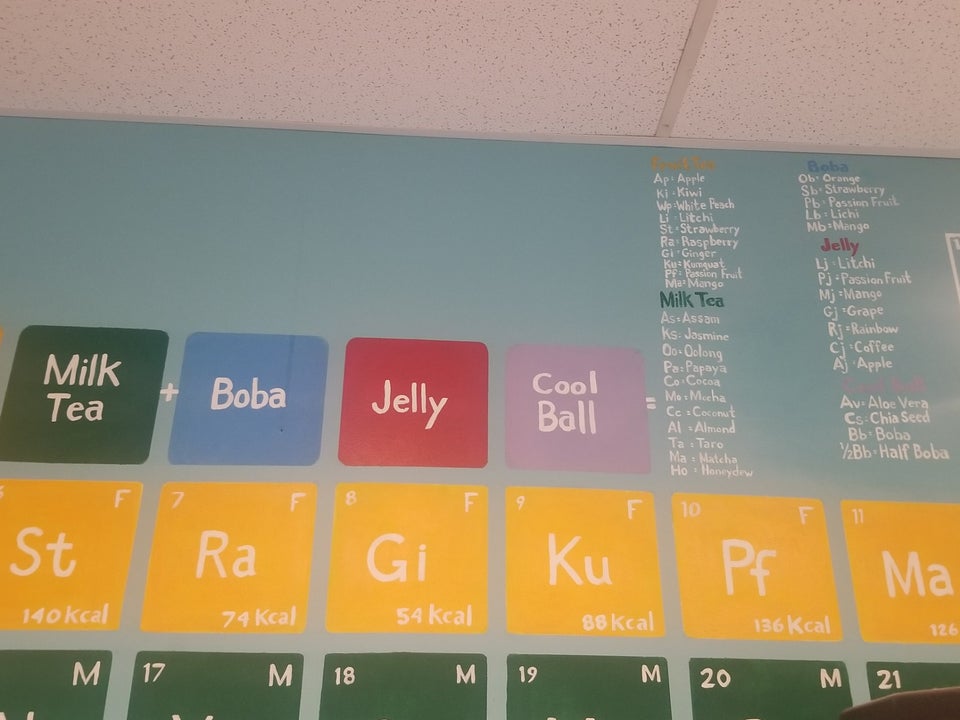 Ap = Apple
Ki = Kiwi
Wp = White Peach
Li = Litchi
St = Strawberry
Ra = Raspberry
Gi = Ginger
Ku = Kumquat
Pf = Passion Fruit
Ma = Mango
Milk Tea
As = Assam
Ks = Jasmine
Oo = Oolong
Pa = Papaya
Co = Cocoa
Mo = Mocha
Cc = Coconut
Al = Almond
Ta = Taro
Ma = Matcha
Ho = Honeydew
Boba
Ob = Orange
Sb = Strawberry
Pb = Passion Fruit
Lb = Lichi
Mb = Mango
Jelly
Lj = Litchi
Pj = Passion Fruit
Mj = Mango
Gj = Grape
Rj = Rainbow
Cj = Coffee
Aj = Apple
Av = Aloe Vera
Cs = Chia Seed
Bb = Boba
½Bb = Half Boba
Milk
Tea
+
Boba
Jelly
Cool
Ball
=
F
St
140 Kcal
7 F
Ra
74 Kcal
8 F
Gi
54 Kcal
9 F
Ku
88 Kcal
10 F
Pf
136 Kcal
11
Ma
126
M
17 M
18 M
19 M
20 M
21